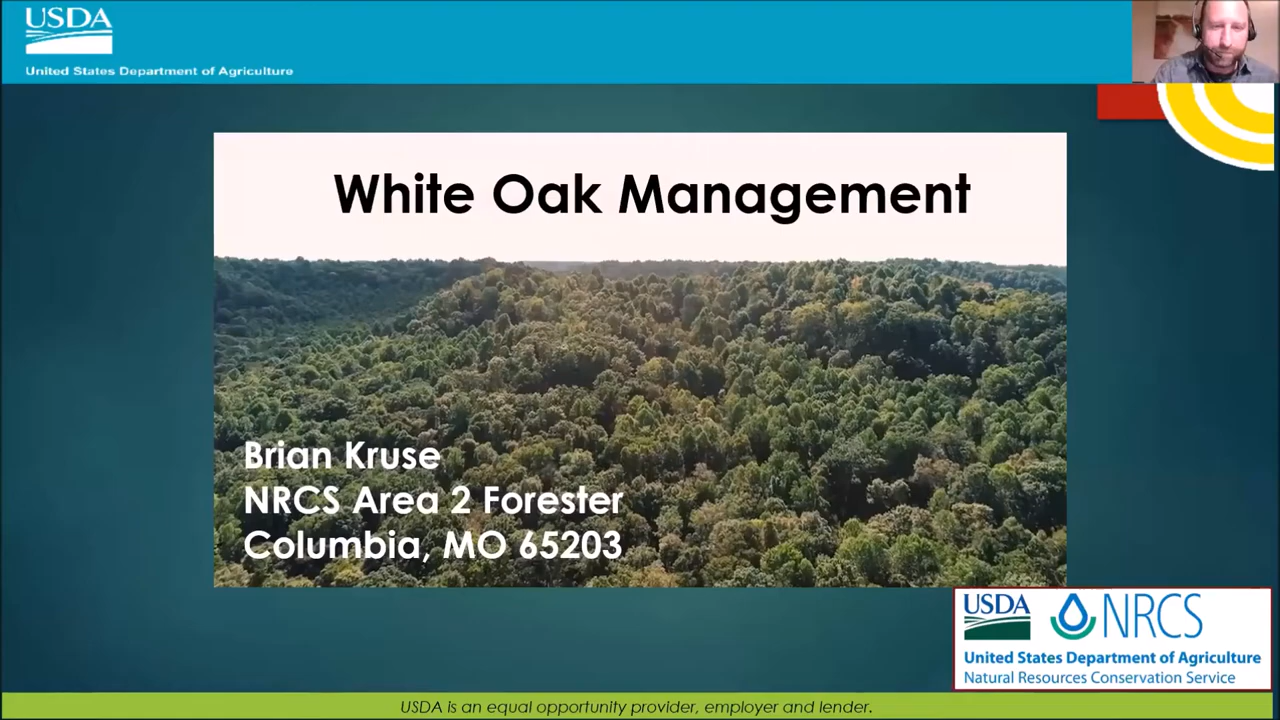 USDA
United States Department of Agriculture
White Oak Management
Brian Kruse
NRCS Area 2 Forester
Columbia, MO 65203
USDA NRCS
United States Department of Agriculture
Natural Resources Conservation Service
USDA is an equal opportunity provider, employer and lender.